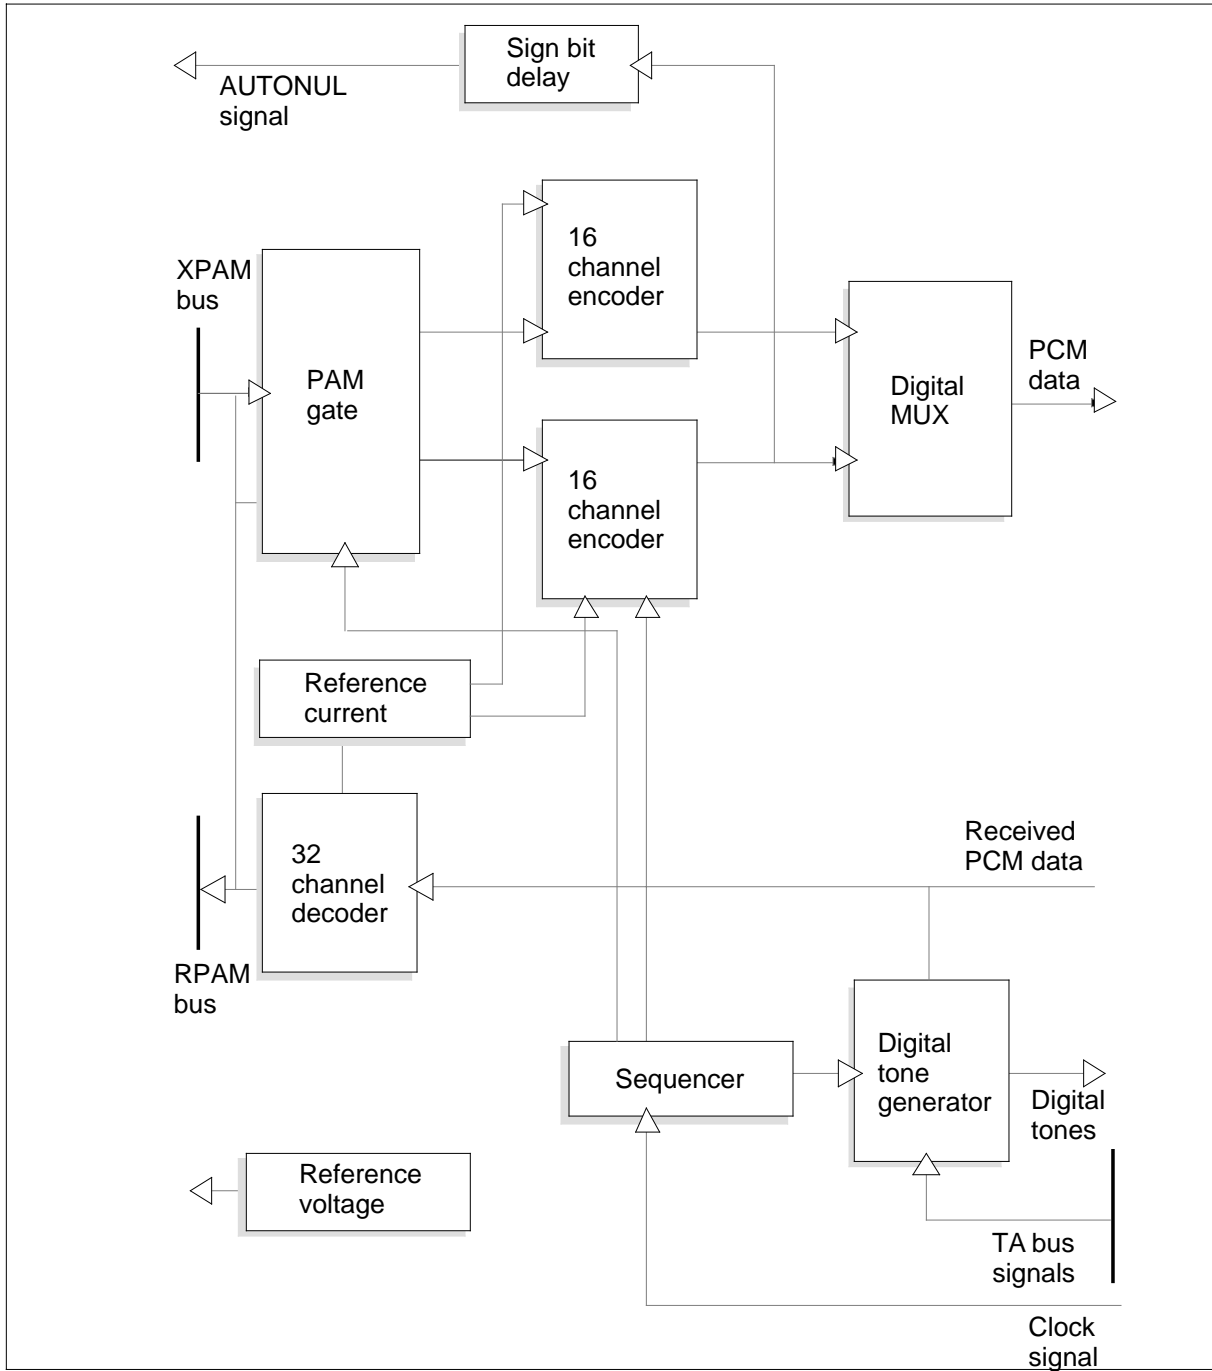 Sign bit
delay
AUTONUL
signal
16
channel
encoder
XPAM
bus
PAM
gate
PCM
data
Digital
MUX
16
channel
encoder
Reference
current
Received
PCM data
32
channel
decoder
RPAM
bus
Digital
tone
generator
Sequencer
Digital
tones
Reference
voltage
TA bus
signals
Clock
signal